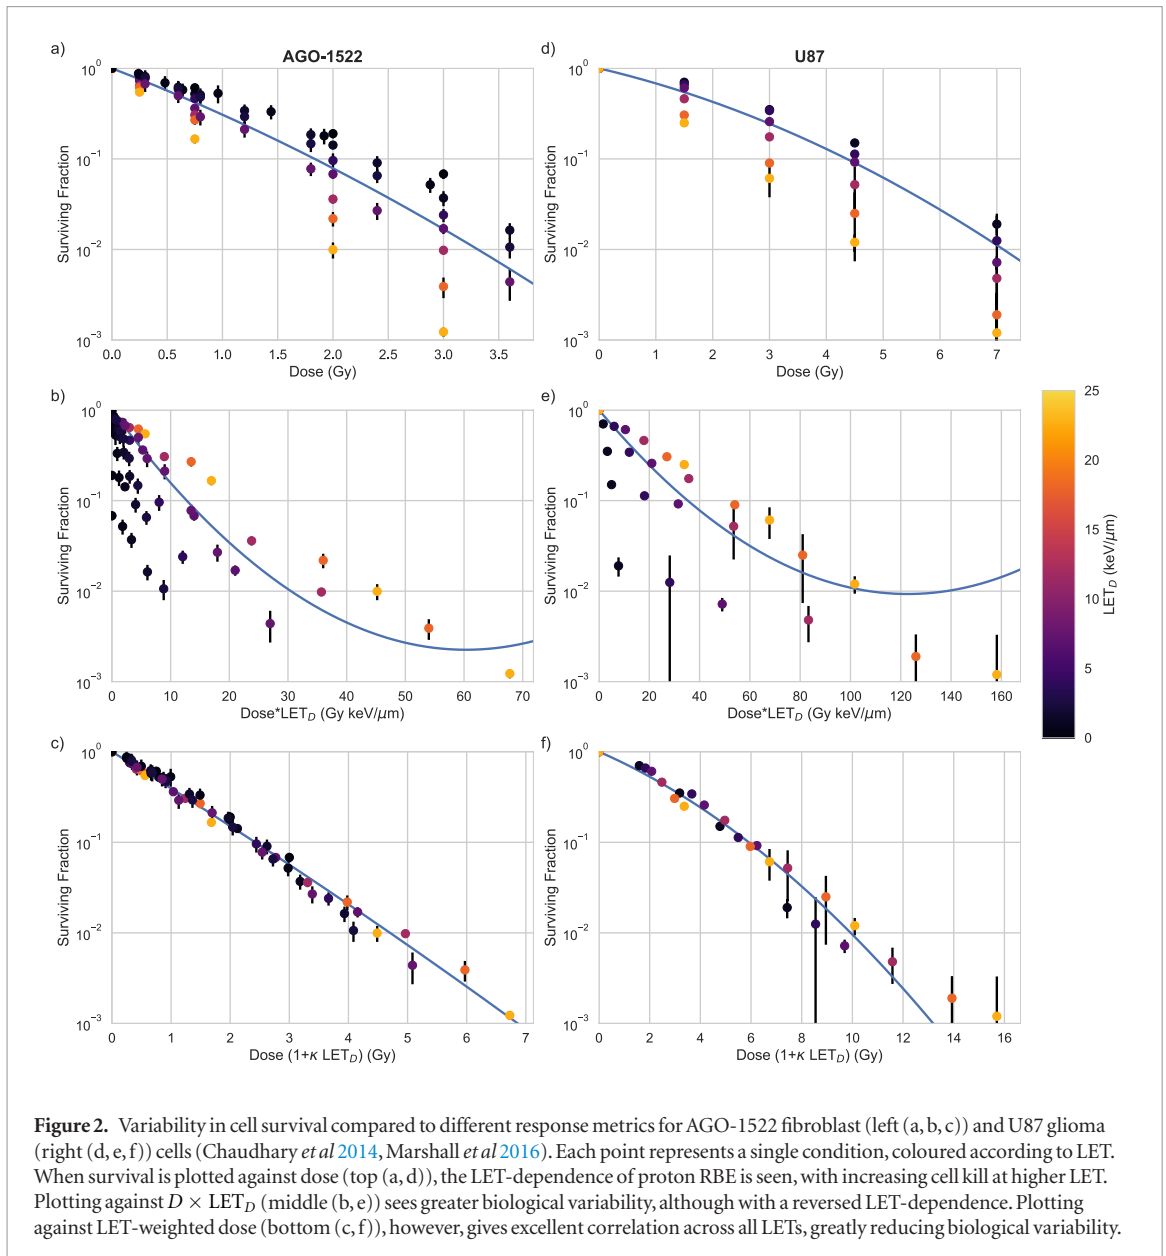 a)
AGO-1522
10⁰
10⁻¹
10⁻²
10⁻³
Surviving Fraction
0.0 0.5 1.0 1.5 2.0 2.5 3.0 3.5
Dose (Gy)
d)
U87
10⁰
10⁻¹
10⁻²
10⁻³
Surviving Fraction
0 1 2 3 4 5 6 7
Dose (Gy)
b)
10⁰
10⁻¹
10⁻²
10⁻³
Surviving Fraction
0 10 20 30 40 50 60 70
Dose*LET_D (Gy keV/μm)
e)
10⁰
10⁻¹
10⁻²
10⁻³
Surviving Fraction
0 20 40 60 80 100 120 140 160
Dose*LET_D (Gy keV/μm)
25
20
15
10
5
0
LET_D (keV/μm)
c)
10⁰
10⁻¹
10⁻²
10⁻³
Surviving Fraction
0 1 2 3 4 5 6 7
Dose (1+κ LET_D) (Gy)
f)
10⁰
10⁻¹
10⁻²
10⁻³
Surviving Fraction
0 2 4 6 8 10 12 14 16
Dose (1+κ LET_D) (Gy)
Figure 2. Variability in cell survival compared to different response metrics for AGO-1522 fibroblast (left (a, b, c)) and U87 glioma
(right (d, e, f)) cells (Chaudhary et al 2014, Marshall et al 2016). Each point represents a single condition, coloured according to LET.
When survival is plotted against dose (top (a, d)), the LET-dependence of proton RBE is seen, with increasing cell kill at higher LET.
Plotting against D × LET_D (middle (b, e)) sees greater biological variability, although with a reversed LET-dependence. Plotting
against LET-weighted dose (bottom (c, f)), however, gives excellent correlation across all LETs, greatly reducing biological variability.